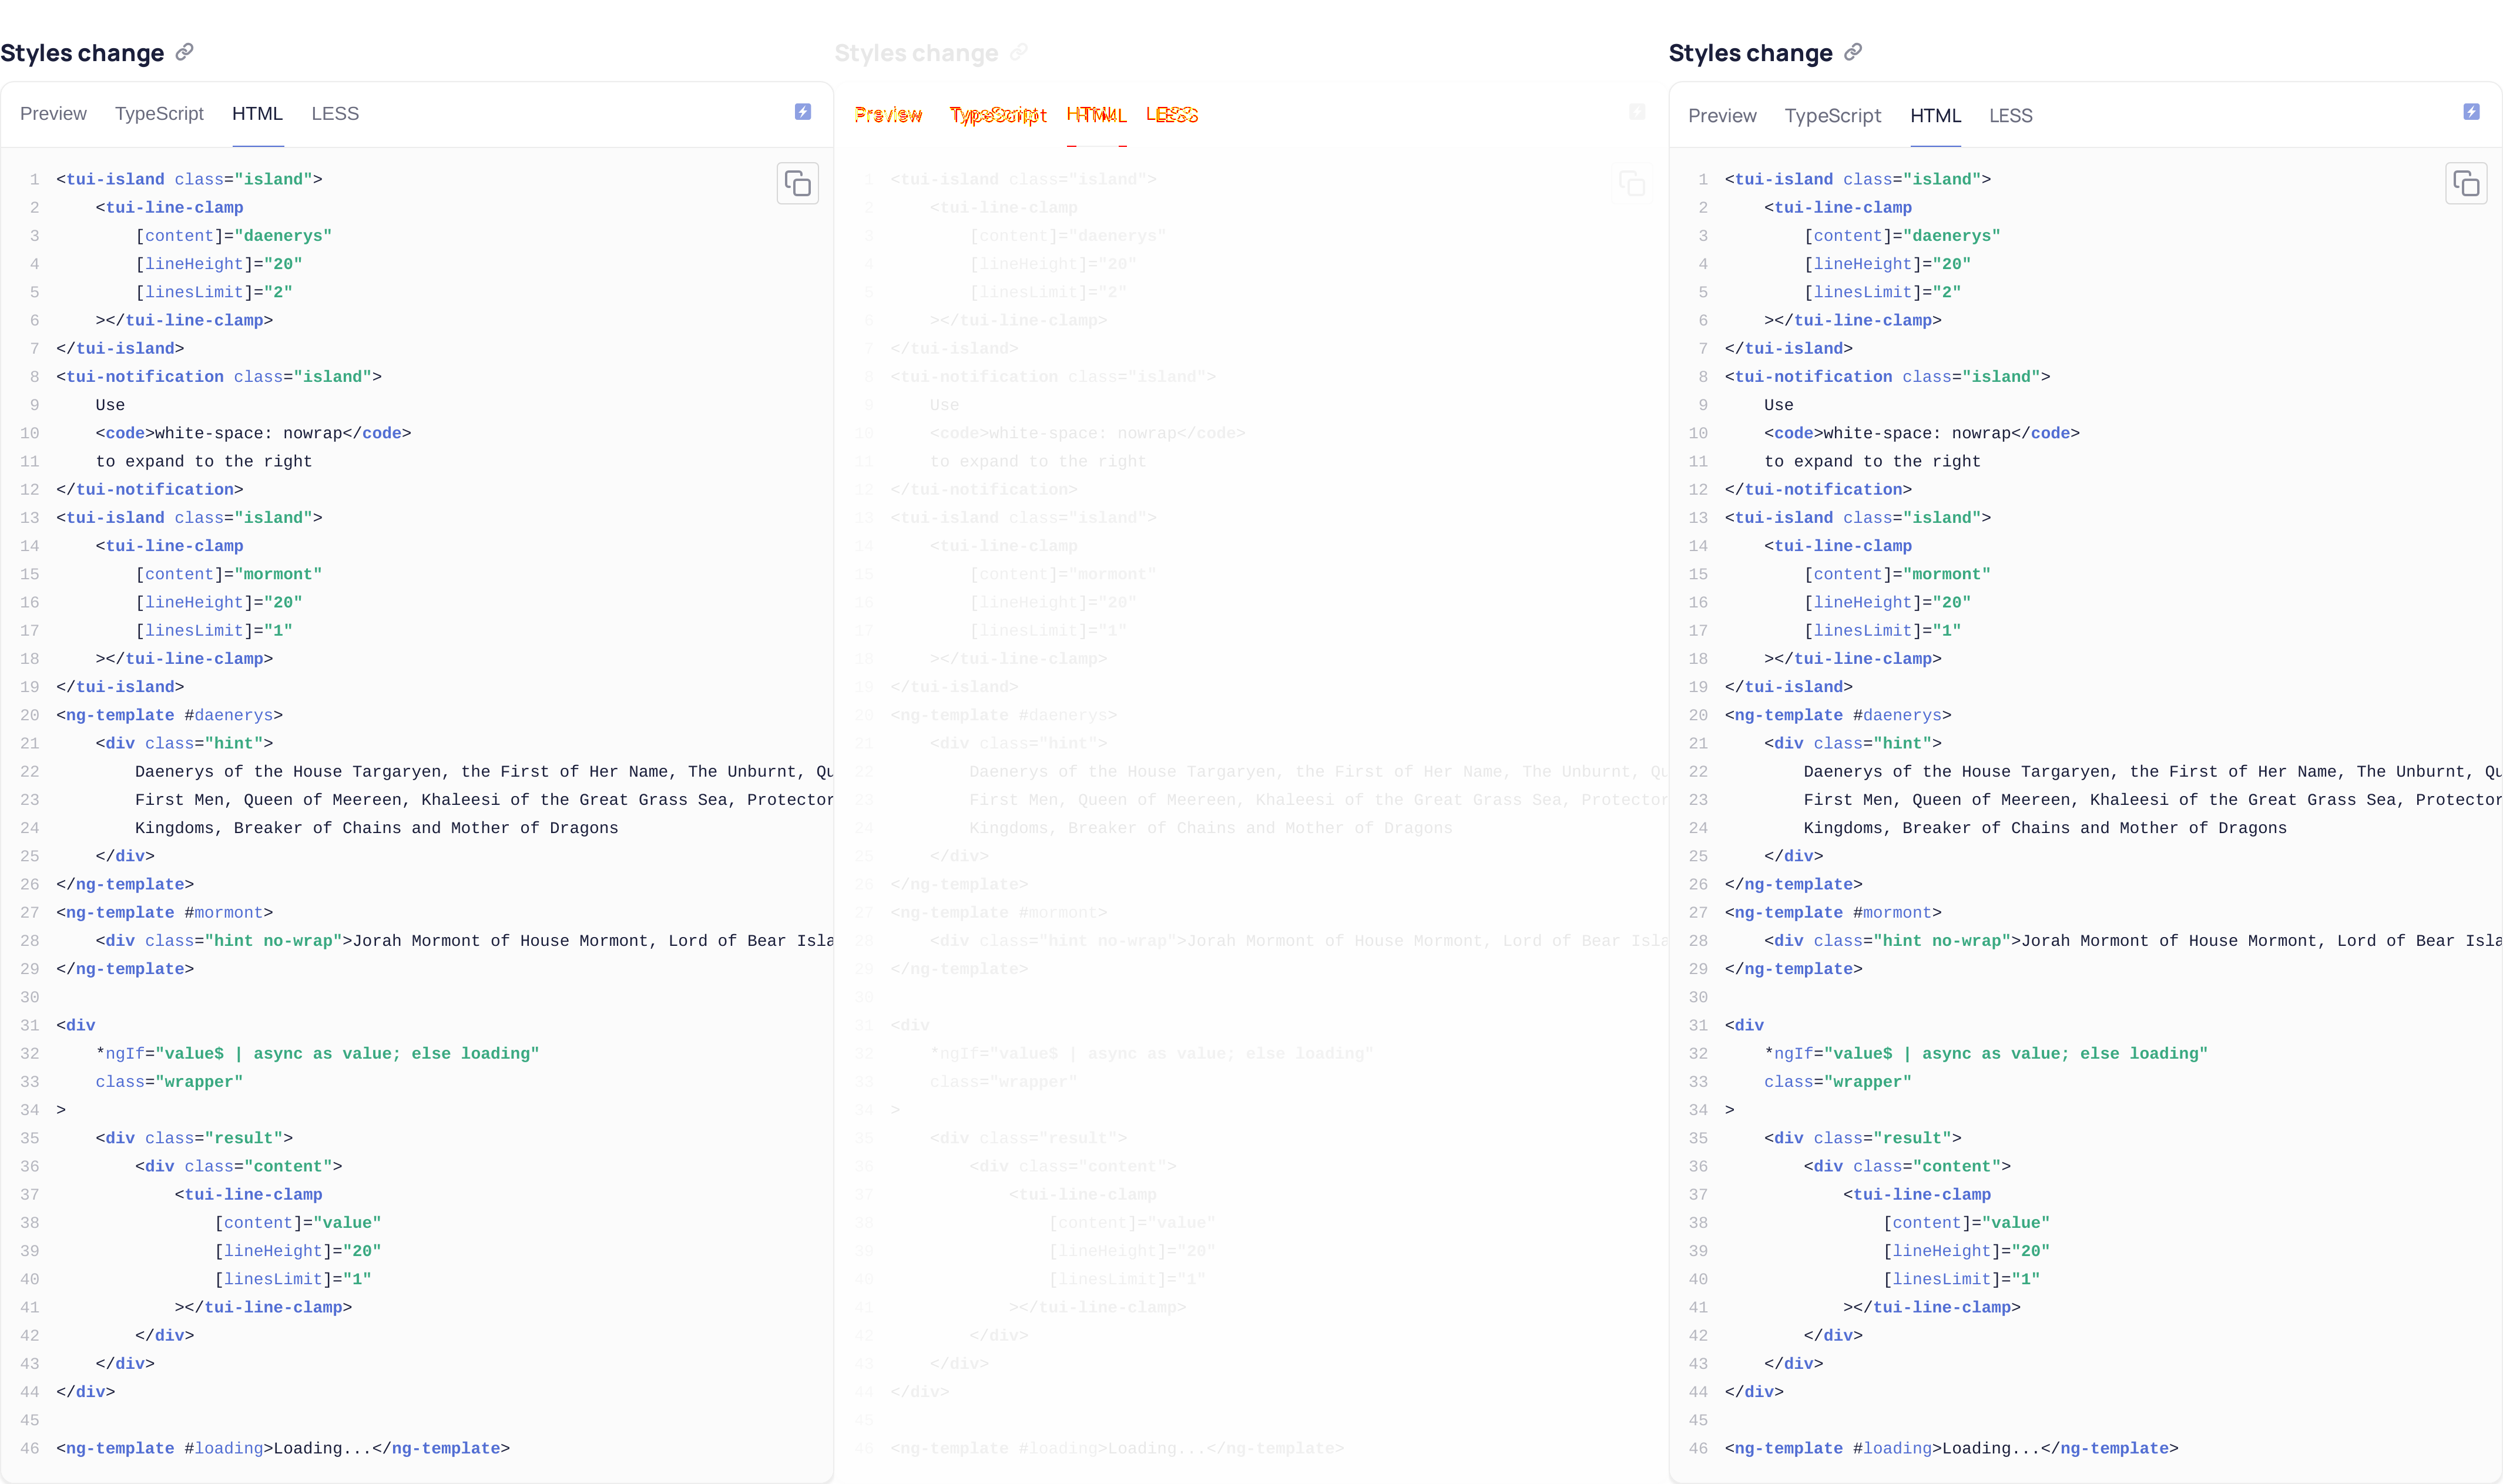 Styles change
Preview TypeScript HTML LESS
1 <tui-island class="island">
2 <tui-line-clamp
3 [content]="daenerys"
4 [lineHeight]="20"
5 [linesLimit]="2"
6 ></tui-line-clamp>
7 </tui-island>
8 <tui-notification class="island">
9 Use
10 <code>white-space: nowrap</code>
11 to expand to the right
12 </tui-notification>
13 <tui-island class="island">
14 <tui-line-clamp
15 [content]="mormont"
16 [lineHeight]="20"
17 [linesLimit]="1"
18 ></tui-line-clamp>
19 </tui-island>
20 <ng-template #daenerys>
21 <div class="hint">
22 Daenerys of the House Targaryen, the First of Her Name, The Unburnt, Qu
23 First Men, Queen of Meereen, Khaleesi of the Great Grass Sea, Protector
24 Kingdoms, Breaker of Chains and Mother of Dragons
25 </div>
26 </ng-template>
27 <ng-template #mormont>
28 <div class="hint no-wrap">Jorah Mormont of House Mormont, Lord of Bear Isla
29 </ng-template>
30
31 <div
32 *ngIf="value$ | async as value; else loading"
33 class="wrapper"
34 >
35 <div class="result">
36 <div class="content">
37 <tui-line-clamp
38 [content]="value"
39 [lineHeight]="20"
40 [linesLimit]="1"
41 ></tui-line-clamp>
42 </div>
43 </div>
44 </div>
45
46 <ng-template #loading>Loading...</ng-template>
Styles change
Preview TypeScript HTML LESS
1 <tui-island class="island">
2 <tui-line-clamp
3 [content]="daenerys"
4 [lineHeight]="20"
5 [linesLimit]="2"
6 ></tui-line-clamp>
7 </tui-island>
8 <tui-notification class="island">
9 Use
10 <code>white-space: nowrap</code>
11 to expand to the right
12 </tui-notification>
13 <tui-island class="island">
14 <tui-line-clamp
15 [content]="mormont"
16 [lineHeight]="20"
17 [linesLimit]="1"
18 ></tui-line-clamp>
19 </tui-island>
20 <ng-template #daenerys>
21 <div class="hint">
22 Daenerys of the House Targaryen, the First of Her Name, The Unburnt, Qu
23 First Men, Queen of Meereen, Khaleesi of the Great Grass Sea, Protector
24 Kingdoms, Breaker of Chains and Mother of Dragons
25 </div>
26 </ng-template>
27 <ng-template #mormont>
28 <div class="hint no-wrap">Jorah Mormont of House Mormont, Lord of Bear Isla
29 </ng-template>
30
31 <div
32 *ngIf="value$ | async as value; else loading"
33 class="wrapper"
34 >
35 <div class="result">
36 <div class="content">
37 <tui-line-clamp
38 [content]="value"
39 [lineHeight]="20"
40 [linesLimit]="1"
41 ></tui-line-clamp>
42 </div>
43 </div>
44 </div>
45
46 <ng-template #loading>Loading...</ng-template>
Styles change
Preview TypeScript HTML LESS
1 <tui-island class="island">
2 <tui-line-clamp
3 [content]="daenerys"
4 [lineHeight]="20"
5 [linesLimit]="2"
6 ></tui-line-clamp>
7 </tui-island>
8 <tui-notification class="island">
9 Use
10 <code>white-space: nowrap</code>
11 to expand to the right
12 </tui-notification>
13 <tui-island class="island">
14 <tui-line-clamp
15 [content]="mormont"
16 [lineHeight]="20"
17 [linesLimit]="1"
18 ></tui-line-clamp>
19 </tui-island>
20 <ng-template #daenerys>
21 <div class="hint">
22 Daenerys of the House Targaryen, the First of Her Name, The Unburnt, Qu
23 First Men, Queen of Meereen, Khaleesi of the Great Grass Sea, Protector
24 Kingdoms, Breaker of Chains and Mother of Dragons
25 </div>
26 </ng-template>
27 <ng-template #mormont>
28 <div class="hint no-wrap">Jorah Mormont of House Mormont, Lord of Bear Isla
29 </ng-template>
30
31 <div
32 *ngIf="value$ | async as value; else loading"
33 class="wrapper"
34 >
35 <div class="result">
36 <div class="content">
37 <tui-line-clamp
38 [content]="value"
39 [lineHeight]="20"
40 [linesLimit]="1"
41 ></tui-line-clamp>
42 </div>
43 </div>
44 </div>
45
46 <ng-template #loading>Loading...</ng-template>